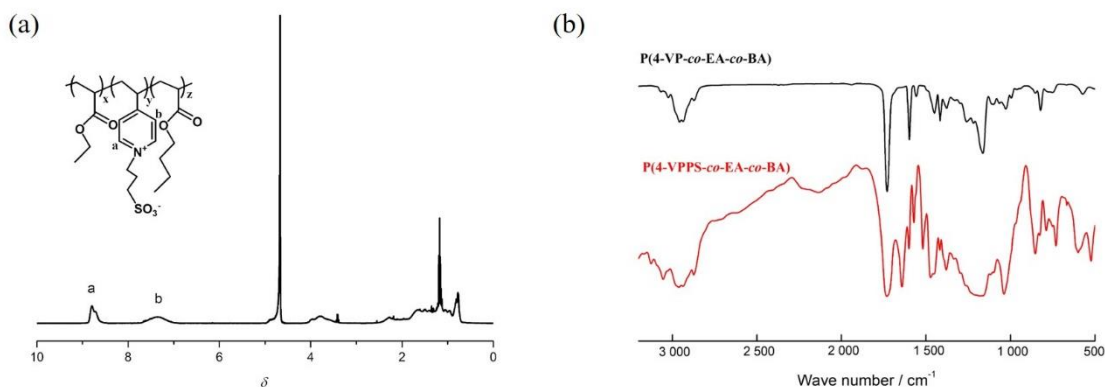 (a)
x
y
z
O
O
O
O
b
a
N+
SO3-
a
b
10
8
6
4
2
0
δ
(b)
P(4-VP-co-EA-co-BA)
P(4-VPPS-co-EA-co-BA)
3 000
2 500
2 000
1 500
1 000
500
Wave number / cm-1